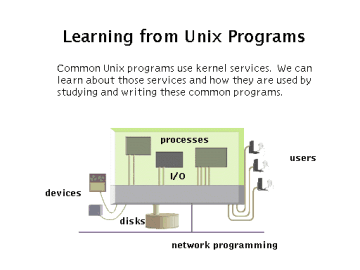 Learning from Unix Programs
Common Unix programs use kernel services. We can
learn about those services and how they are used by
studying and writing these common programs.
processes
users
I/O
devices
disks
network programming